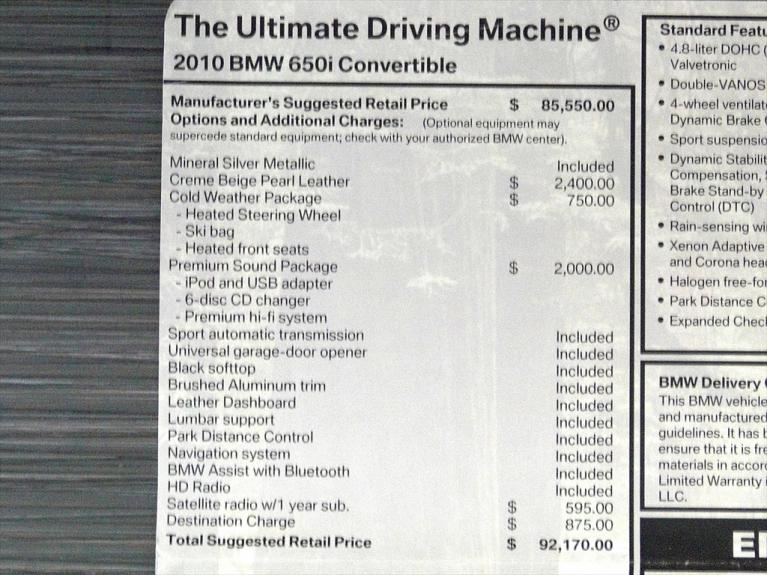 The Ultimate Driving Machine®
2010 BMW 650i Convertible
Manufacturer's Suggested Retail Price $ 85,550.00
Options and Additional Charges: (Optional equipment may
supercede standard equipment; check with your authorized BMW center).
Mineral Silver Metallic Included
Creme Beige Pearl Leather $ 2,400.00
Cold Weather Package $ 750.00
- Heated Steering Wheel
- Ski bag
- Heated front seats
Premium Sound Package $ 2,000.00
- iPod and USB adapter
- 6-disc CD changer
- Premium hi-fi system
Sport automatic transmission Included
Universal garage-door opener Included
Black softtop Included
Brushed Aluminum trim Included
Leather Dashboard Included
Lumbar support Included
Park Distance Control Included
Navigation system Included
BMW Assist with Bluetooth Included
HD Radio Included
Satellite radio w/1 year sub. $ 595.00
Destination Charge $ 875.00
Total Suggested Retail Price $ 92,170.00
Standard Featu
• 4.8-liter DOHC (
Valvetronic
• Double-VANOS
• 4-wheel ventilate
Dynamic Brake C
• Sport suspensio
• Dynamic Stabilit
Compensation,
Brake Stand-by
Control (DTC)
• Rain-sensing wi
• Xenon Adaptive
and Corona head
• Halogen free-for
• Park Distance C
• Expanded Check
BMW Delivery
This BMW vehicle
and manufactured
guidelines. It has b
ensure that it is fre
materials in accord
Limited Warranty i
LLC.